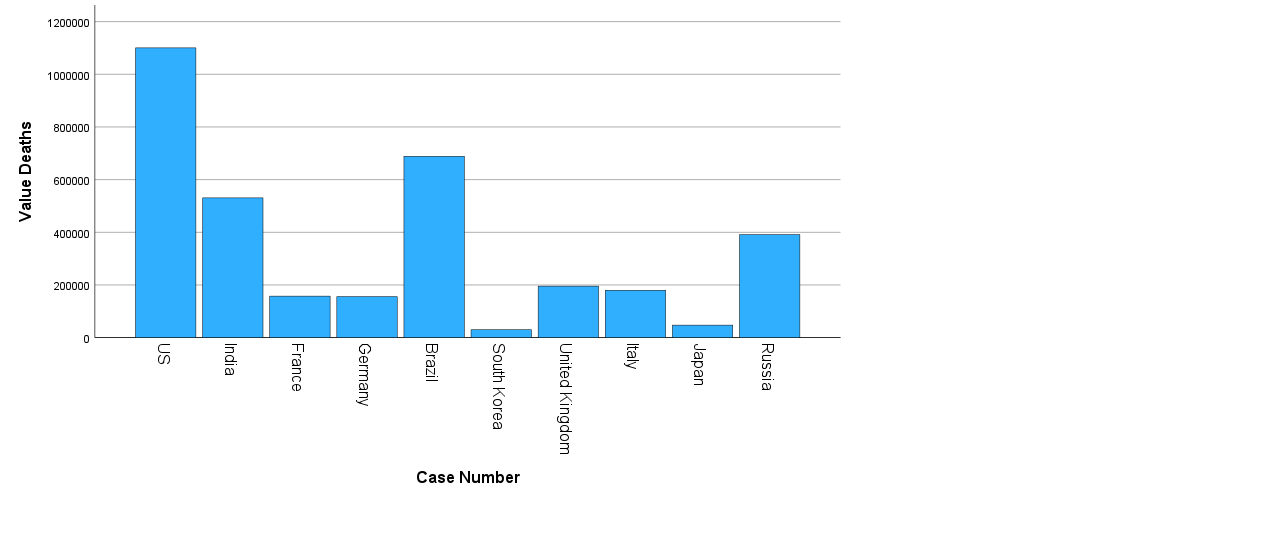 1200000
1000000
800000
600000
400000
200000
0
Value Deaths
US
India
France
Germany
Brazil
South Korea
United Kingdom
Italy
Japan
Russia
Case Number